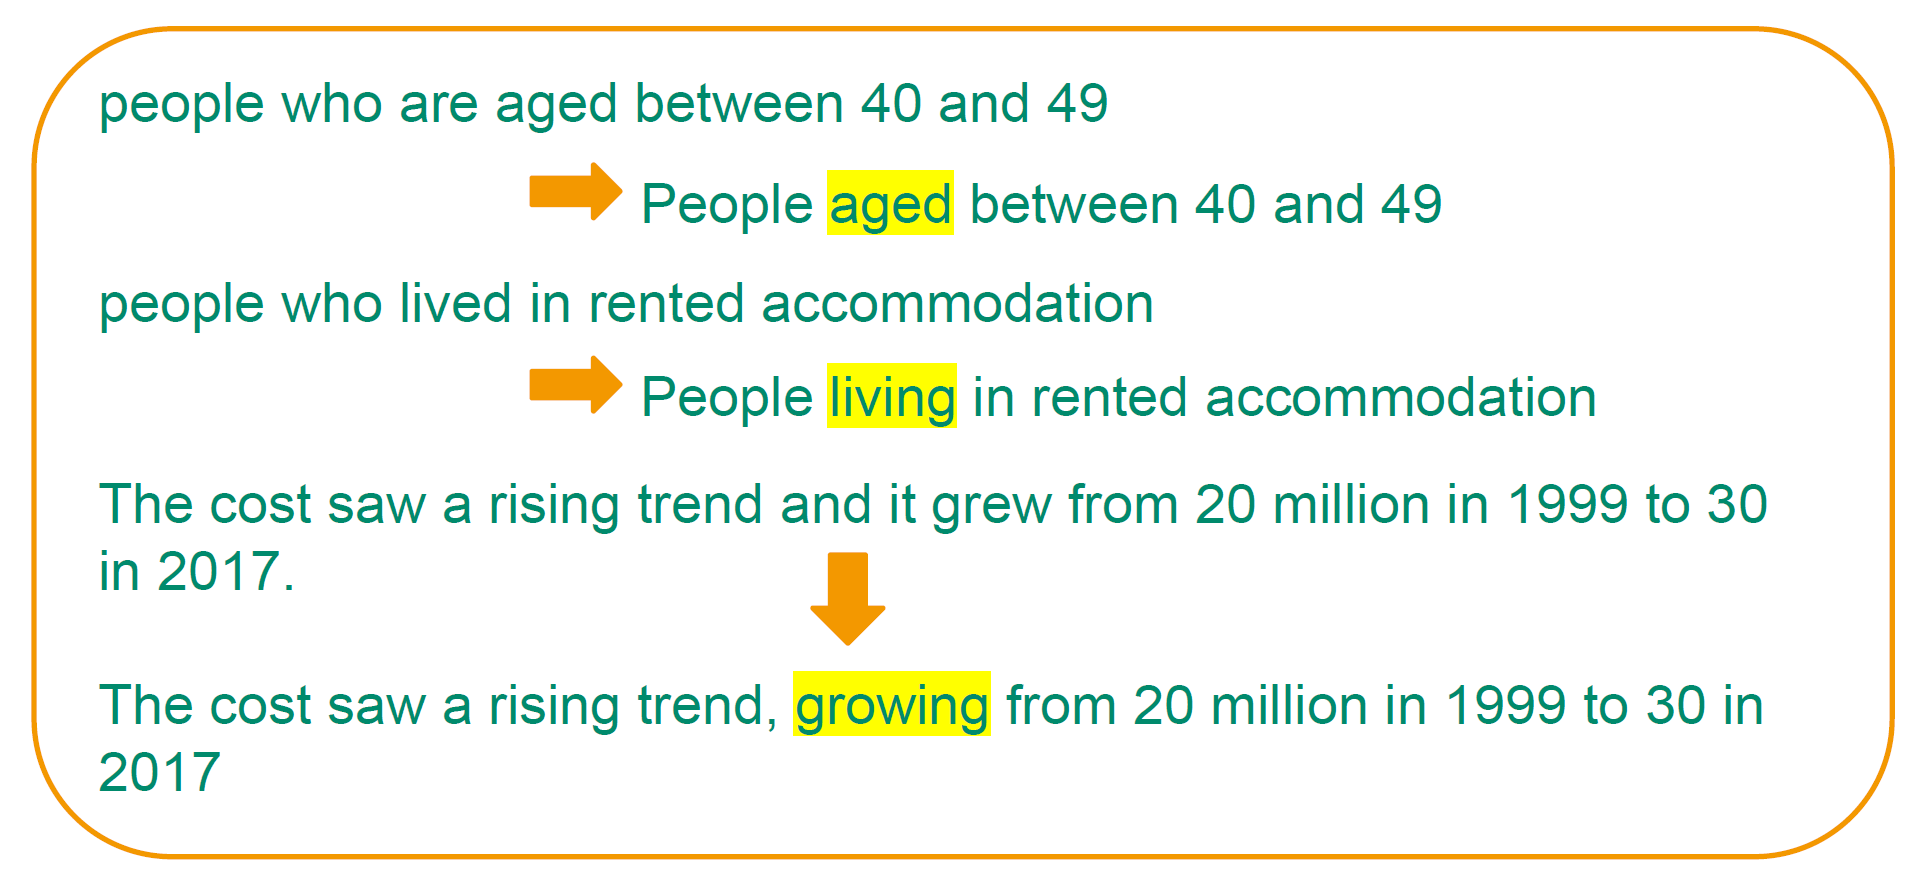 people who are aged between 40 and 49
People aged between 40 and 49
people who lived in rented accommodation
People living in rented accommodation
The cost saw a rising trend and it grew from 20 million in 1999 to 30
in 2017.
The cost saw a rising trend, growing from 20 million in 1999 to 30 in
2017